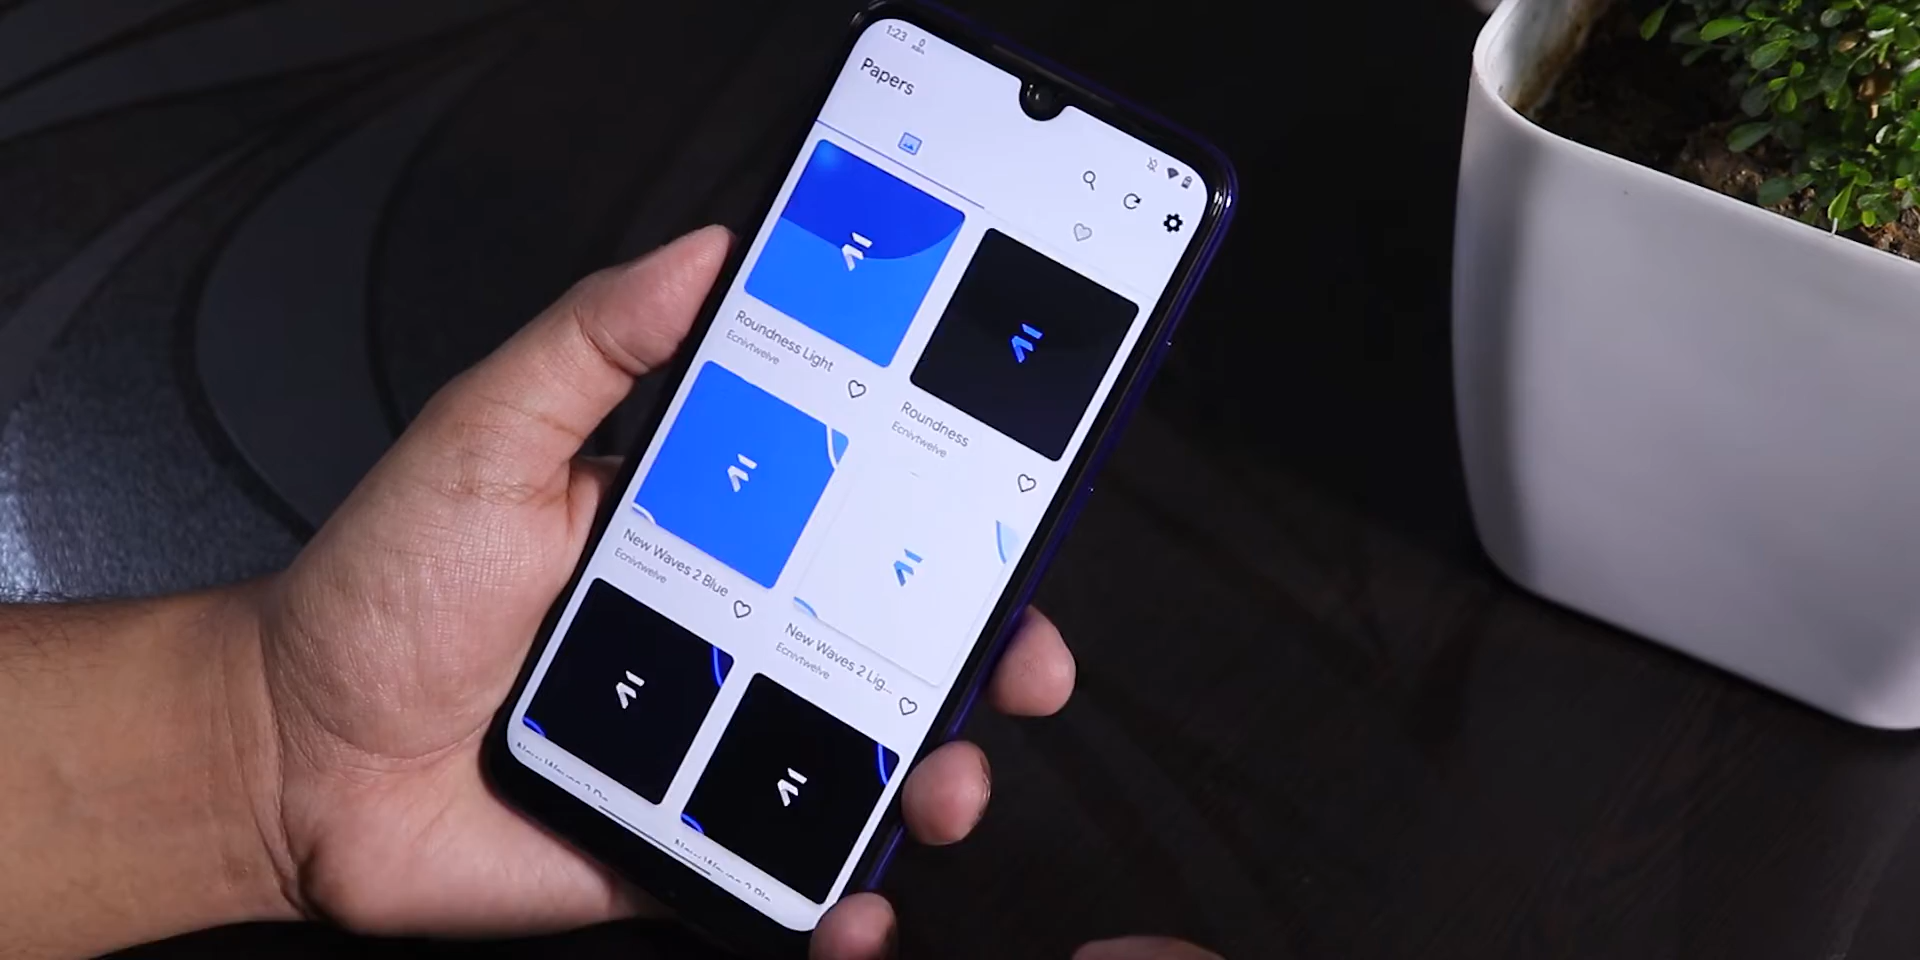 1:23
Papers
Roundness Light
Ecnivtwelve
Roundness
Ecnivtwelve
New Waves 2 Blue
Ecnivtwelve
New Waves 2 Lig...
Ecnivtwelve